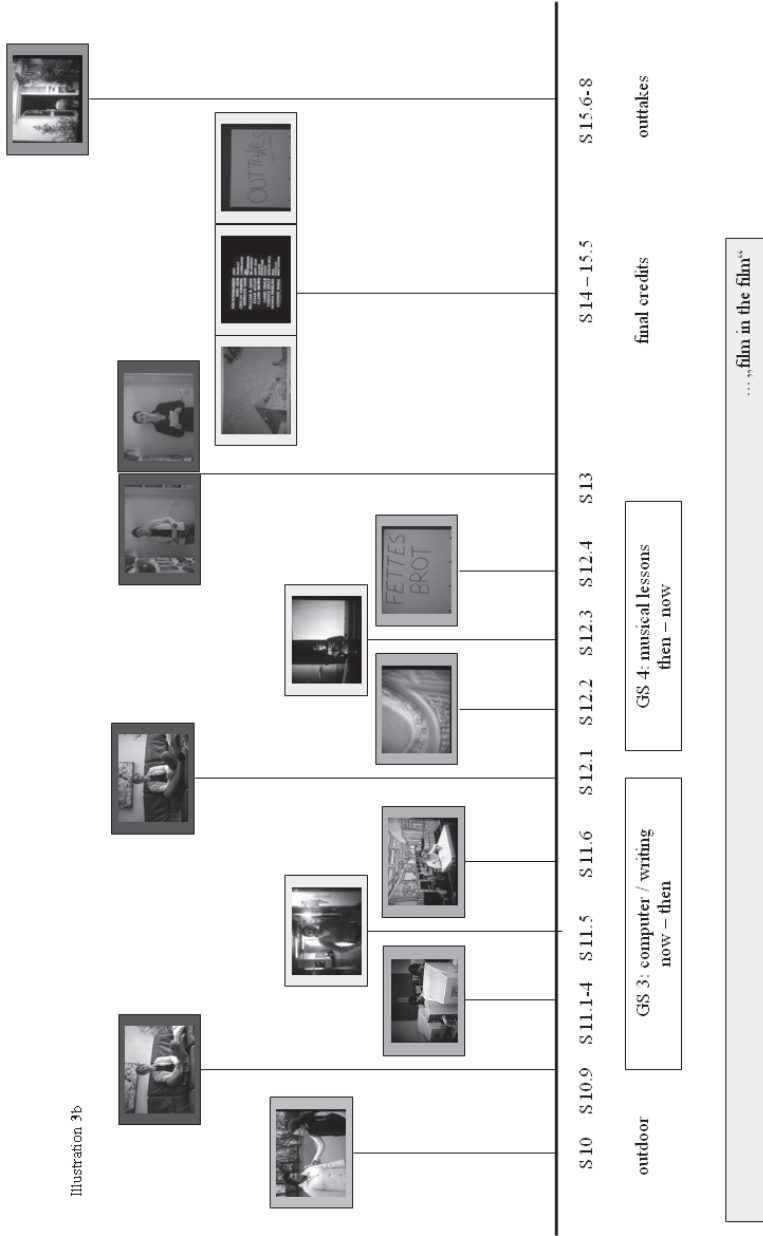 Illustration 3b
OUTTAKES
FETTES
BROT
S10
S10.9
S11.1-4
S11.5
S11.6
S12.1
S12.2
S12.3
S12.4
S13
S14 – 15.5
S15.6-8
outdoor
GS 3: computer / writing
now – then
GS 4: musical lessons
then – now
final credits
outtakes
… „film in the film“